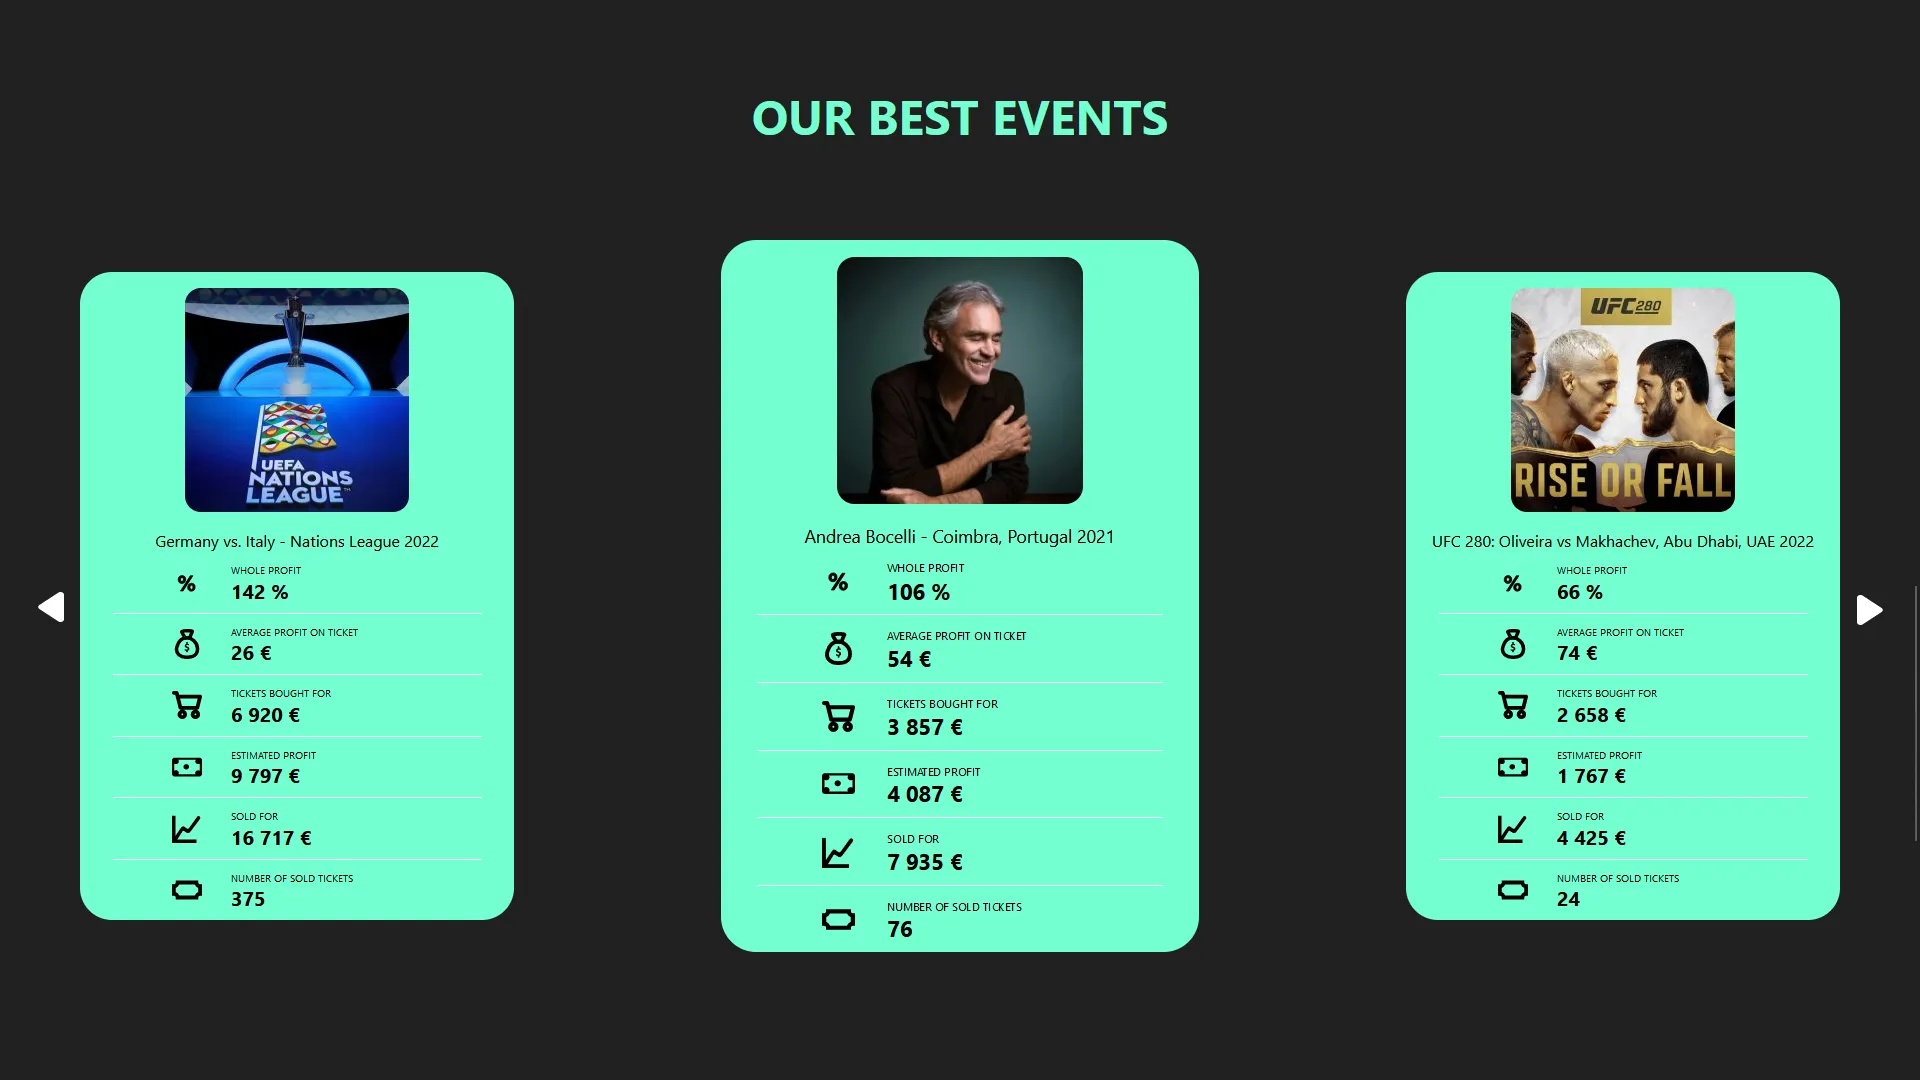 OUR BEST EVENTS
UEFA
NATIONS
LEAGUE™
Germany vs. Italy - Nations League 2022
%
WHOLE PROFIT
142 %
$
AVERAGE PROFIT ON TICKET
26 €
TICKETS BOUGHT FOR
6 920 €
ESTIMATED PROFIT
9 797 €
SOLD FOR
16 717 €
NUMBER OF SOLD TICKETS
375
Andrea Bocelli - Coimbra, Portugal 2021
%
WHOLE PROFIT
106 %
$
AVERAGE PROFIT ON TICKET
54 €
TICKETS BOUGHT FOR
3 857 €
ESTIMATED PROFIT
4 087 €
SOLD FOR
7 935 €
NUMBER OF SOLD TICKETS
76
UFC 280
RISE OR FALL
UFC 280: Oliveira vs Makhachev, Abu Dhabi, UAE 2022
%
WHOLE PROFIT
66 %
$
AVERAGE PROFIT ON TICKET
74 €
TICKETS BOUGHT FOR
2 658 €
ESTIMATED PROFIT
1 767 €
SOLD FOR
4 425 €
NUMBER OF SOLD TICKETS
24